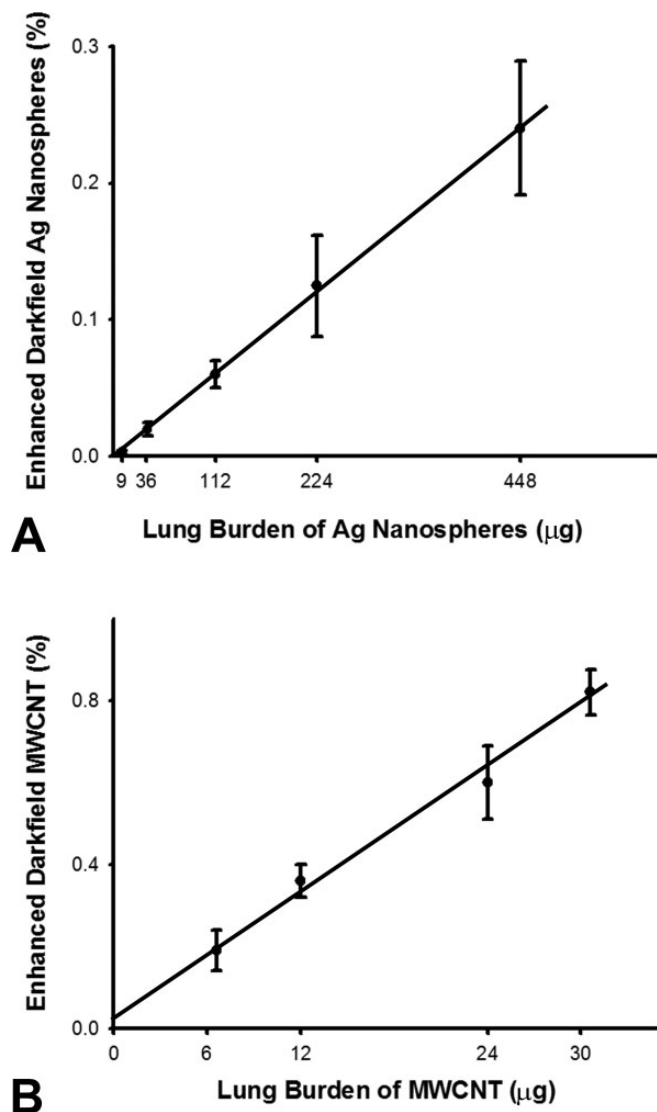 Enhanced Darkfield Ag Nanospheres (%)
0.3
0.2
0.1
0.0
9 36 112 224 448
Lung Burden of Ag Nanospheres (μg)
A
Enhanced Darkfield MWCNT (%)
0.8
0.4
0.0
0 6 12 24 30
Lung Burden of MWCNT (μg)
B